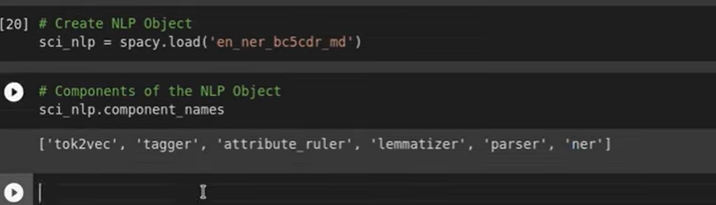 [20] # Create NLP Object
sci_nlp = spacy.load('en_ner_bc5cdr_md')
# Components of the NLP Object
sci_nlp.component_names
['tok2vec', 'tagger', 'attribute_ruler', 'lemmatizer', 'parser', 'ner']